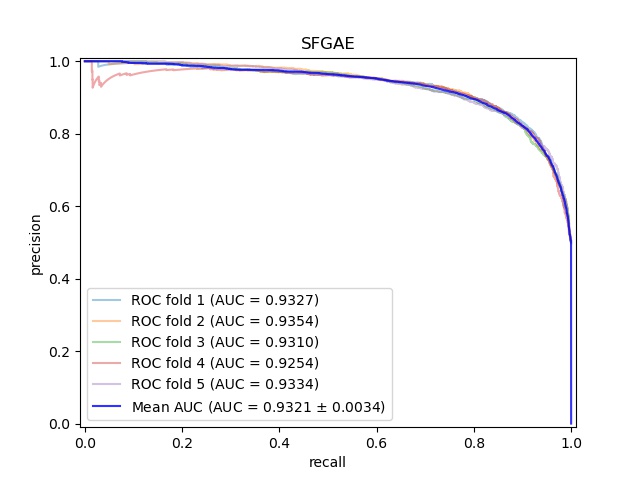 SFGAE
1.0
0.8
0.6
0.4
0.2
0.0
precision
ROC fold 1 (AUC = 0.9327)
ROC fold 2 (AUC = 0.9354)
ROC fold 3 (AUC = 0.9310)
ROC fold 4 (AUC = 0.9254)
ROC fold 5 (AUC = 0.9334)
Mean AUC (AUC = 0.9321 ± 0.0034)
0.0 0.2 0.4 0.6 0.8 1.0
recall